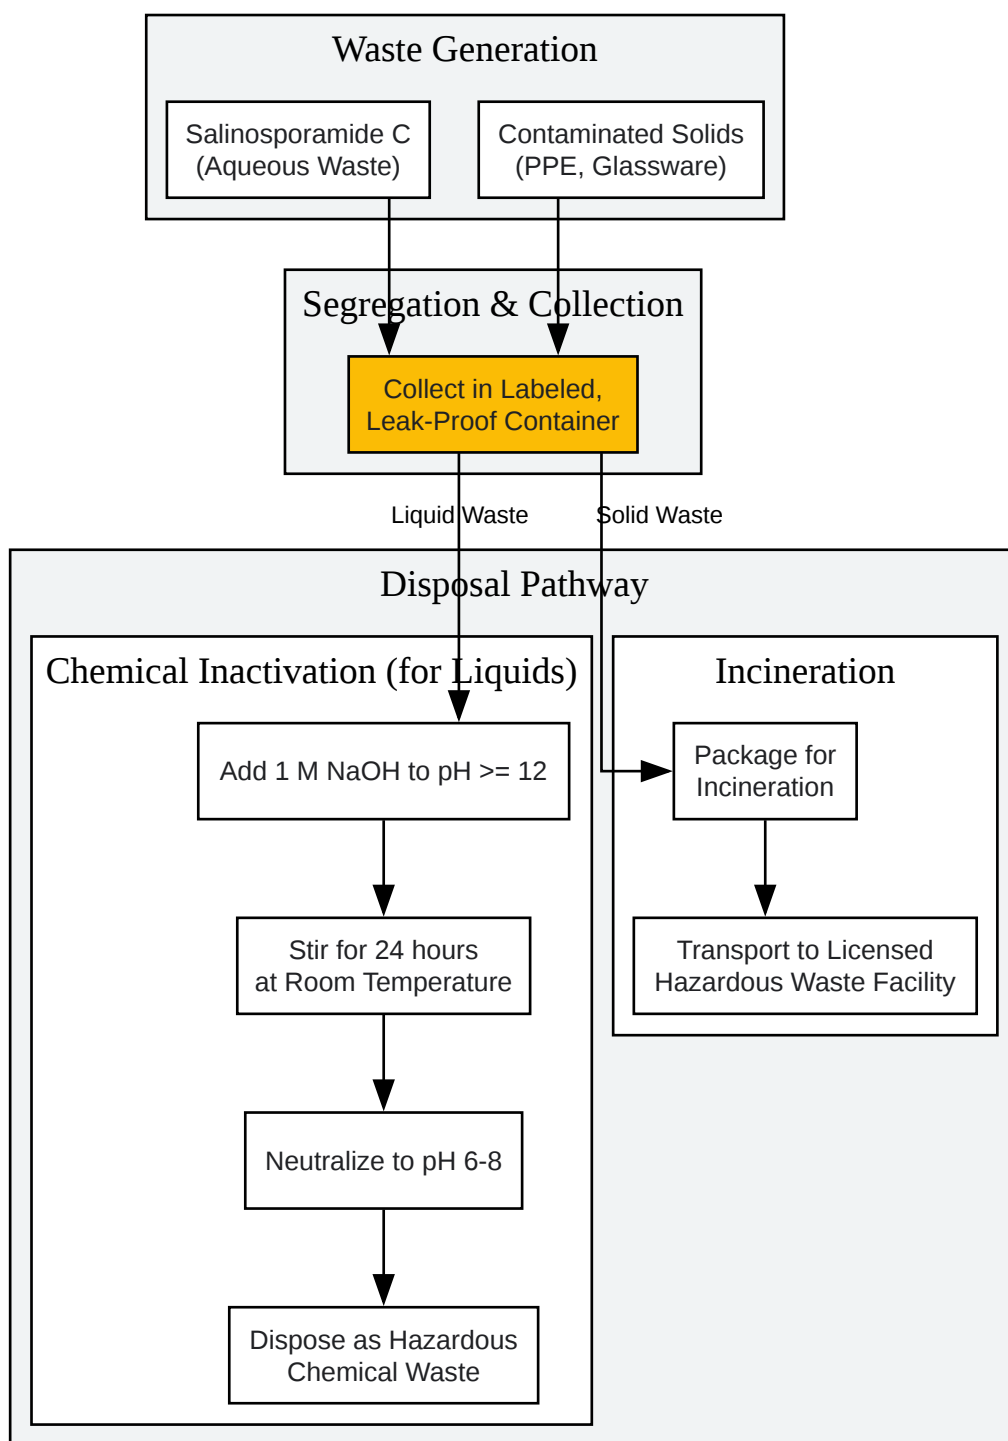 Waste Generation
Salinosporamide C
(Aqueous Waste)
Contaminated Solids
(PPE, Glassware)
Segregation & Collection
Collect in Labeled,
Leak-Proof Container
Liquid Waste
Solid Waste
Disposal Pathway
Chemical Inactivation (for Liquids)
Add 1 M NaOH to pH >= 12
Stir for 24 hours
at Room Temperature
Neutralize to pH 6-8
Dispose as Hazardous
Chemical Waste
Incineration
Package for
Incineration
Transport to Licensed
Hazardous Waste Facility